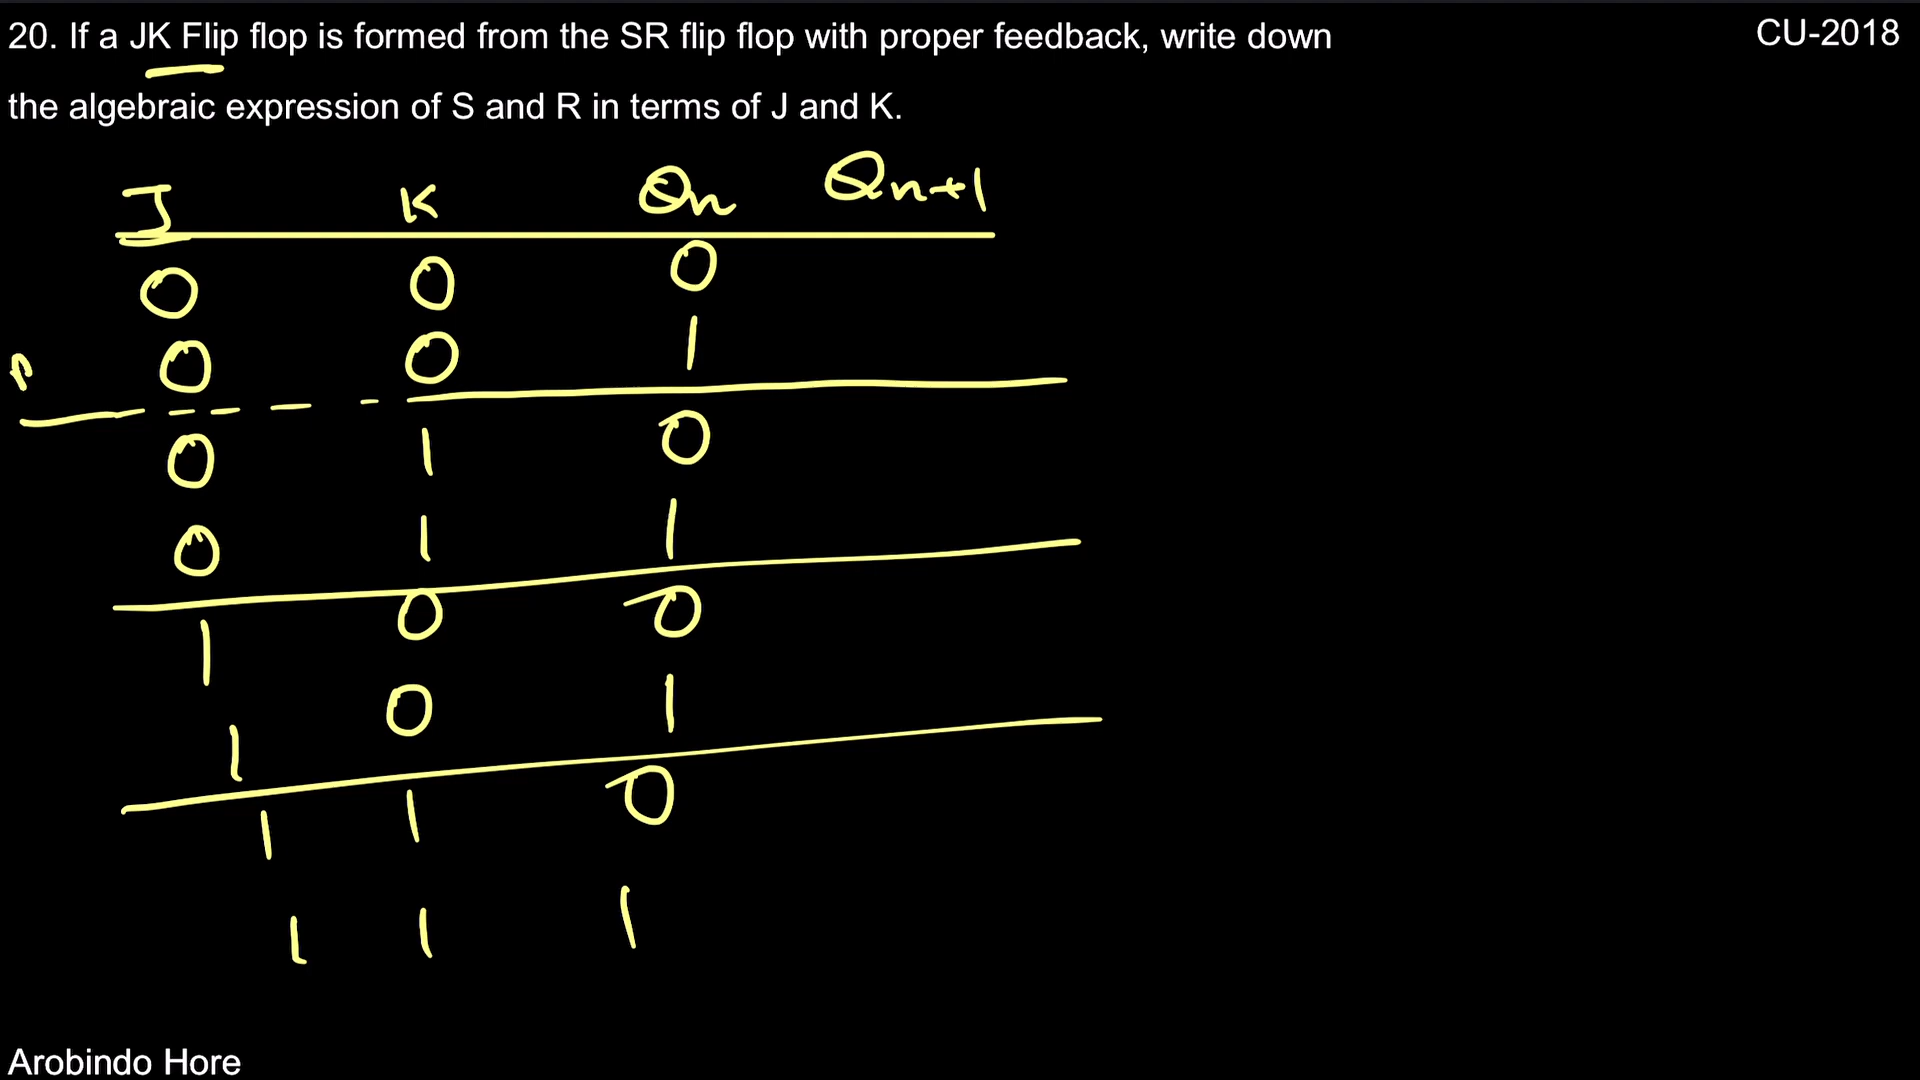 20. If a JK Flip flop is formed from the SR flip flop with proper feedback, write down
CU-2018
the algebraic expression of S and R in terms of J and K.
J K Qn Qn+1
0 0 0
0 0 1
0 1 0
0 1 1
1 0 0
1 0 1
1 1 0
1 1 1
Arobindo Hore